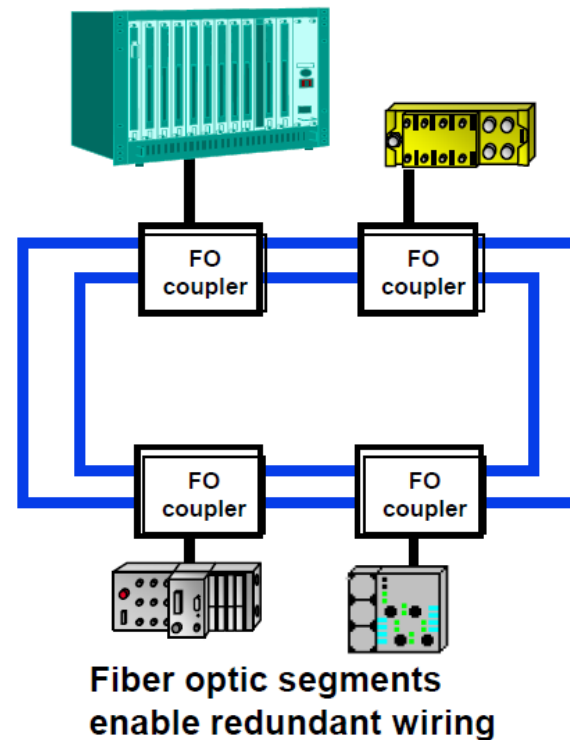 FO
coupler
FO
coupler
FO
coupler
FO
coupler
Fiber optic segments
enable redundant wiring